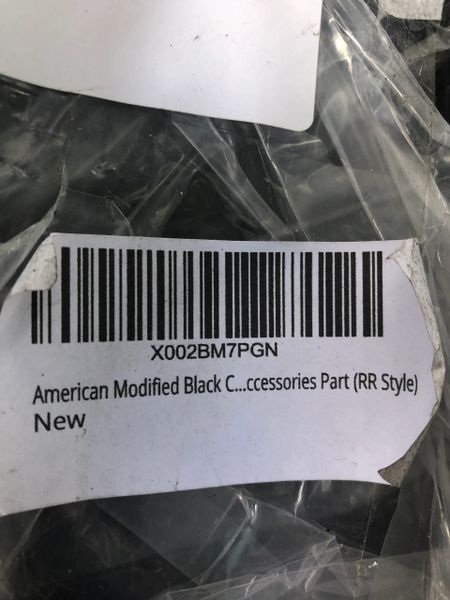 X002BM7PGN
American Modified Black C...ccessories Part (RR Style)
New